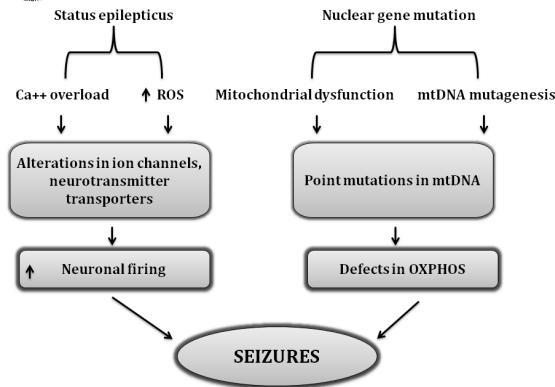 Status epilepticus
Nuclear gene mutation
Ca++ overload
↑ ROS
Mitochondrial dysfunction
mtDNA mutagenesis
Alterations in ion channels,
neurotransmitter
transporters
Point mutations in mtDNA
↑ Neuronal firing
Defects in OXPHOS
SEIZURES